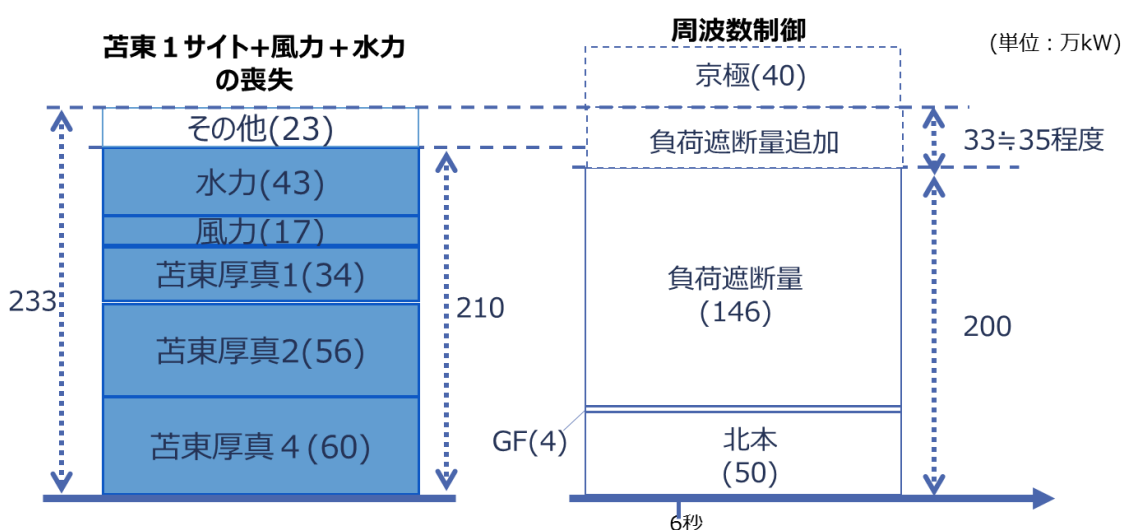 苫東1サイト+風力+水力
の喪失
周波数制御
(単位：万kW)
京極(40)
その他(23)
負荷遮断量追加
33≒35程度
水力(43)
風力(17)
苫東厚真1(34)
233
210
負荷遮断量
(146)
200
苫東厚真2(56)
苫東厚真４(60)
GF(4)
北本
(50)
6秒